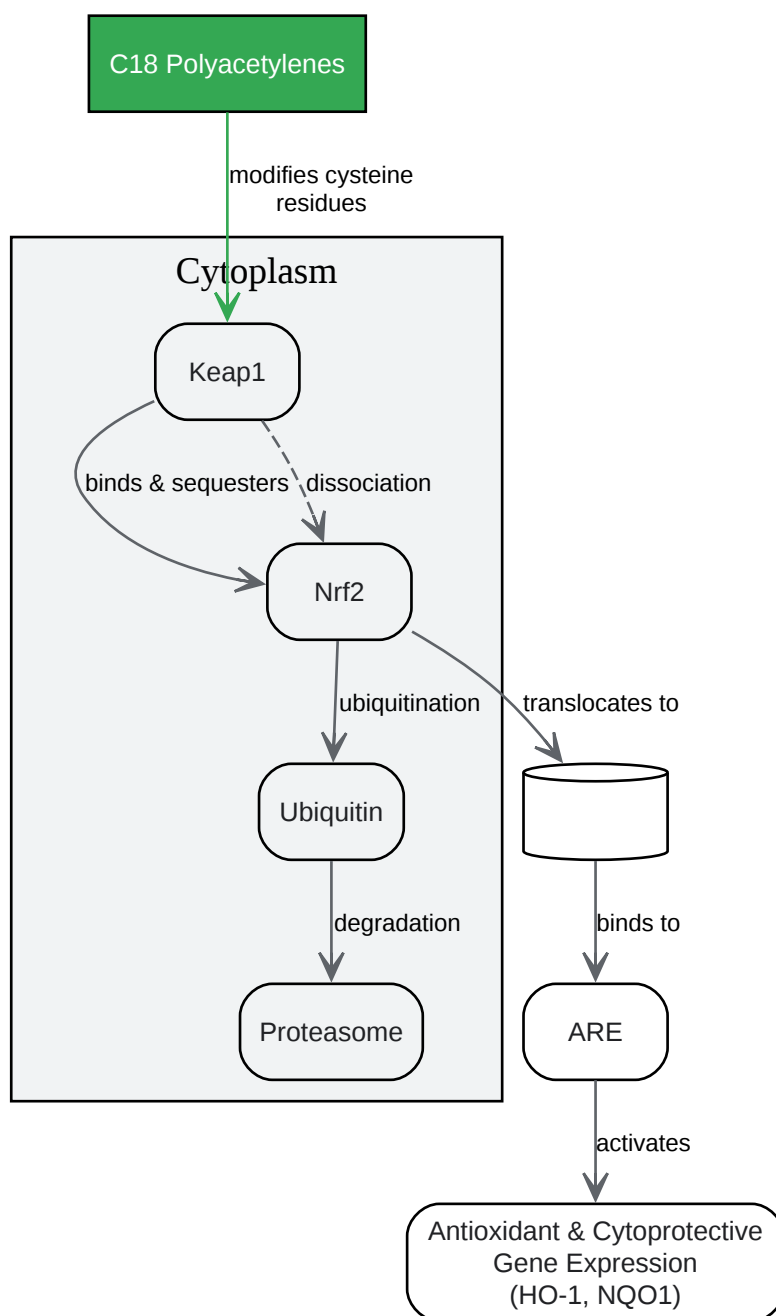 C18 Polyacetylenes
modifies cysteine
residues
Cytoplasm
Keap1
binds & sequesters
dissociation
Nrf2
ubiquitination
translocates to
Ubiquitin
degradation
binds to
Proteasome
ARE
activates
Antioxidant & Cytoprotective
Gene Expression
(HO-1, NQO1)